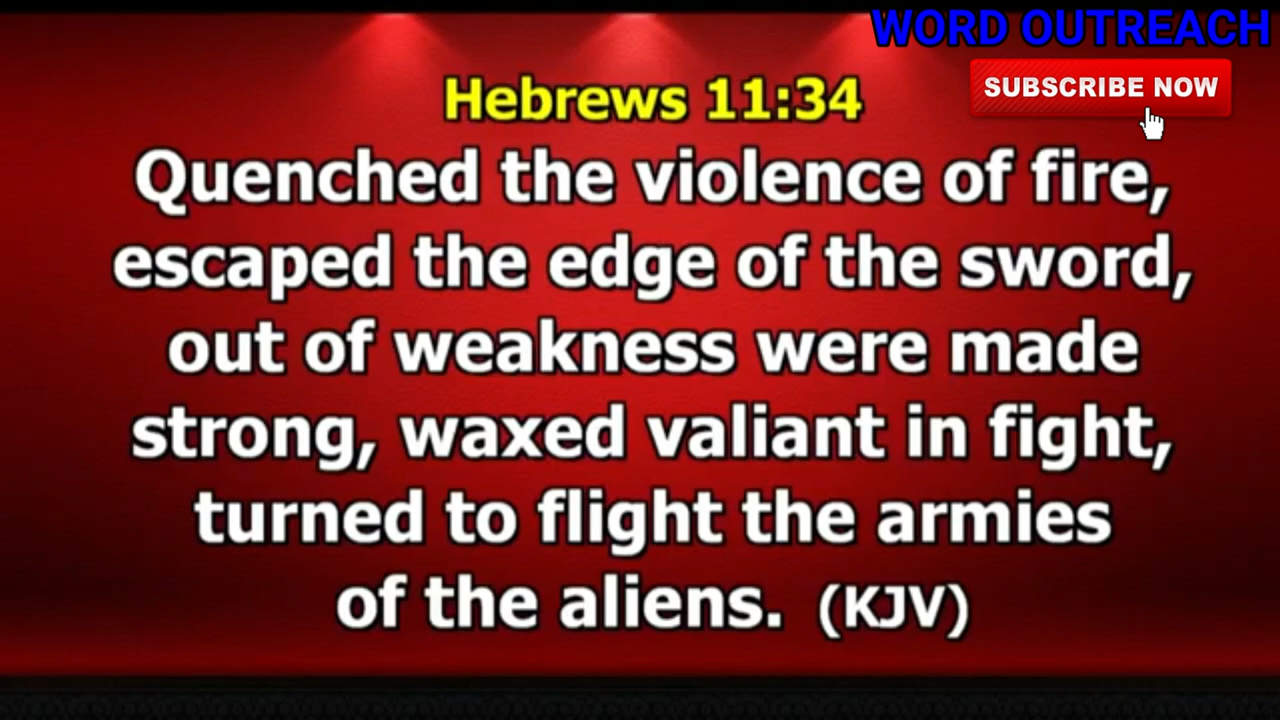 WORD OUTREACH
SUBSCRIBE NOW
Hebrews 11:34
Quenched the violence of fire,
escaped the edge of the sword,
out of weakness were made
strong, waxed valiant in fight,
turned to flight the armies
of the aliens. (KJV)